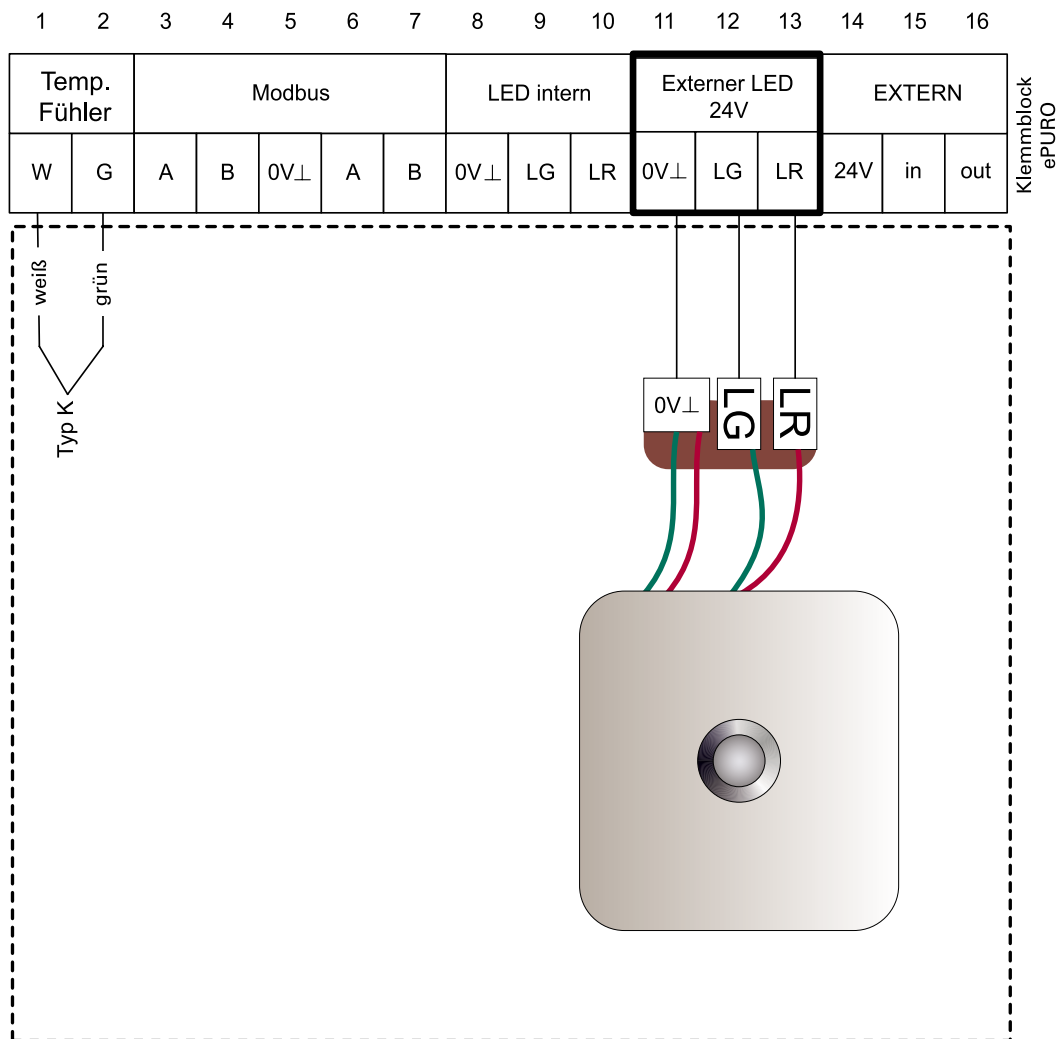 1 2 3 4 5 6 7 8 9 10 11 12 13 14 15 16
Temp.
Fühler
Modbus
LED intern
Externer LED
24V
EXTERN
W G A B 0V⊥ A B 0V⊥ LG LR 0V⊥ LG LR 24V in out
Klemmblock
ePURO
weiß
grün
Typ K
0V⊥
LG
LR